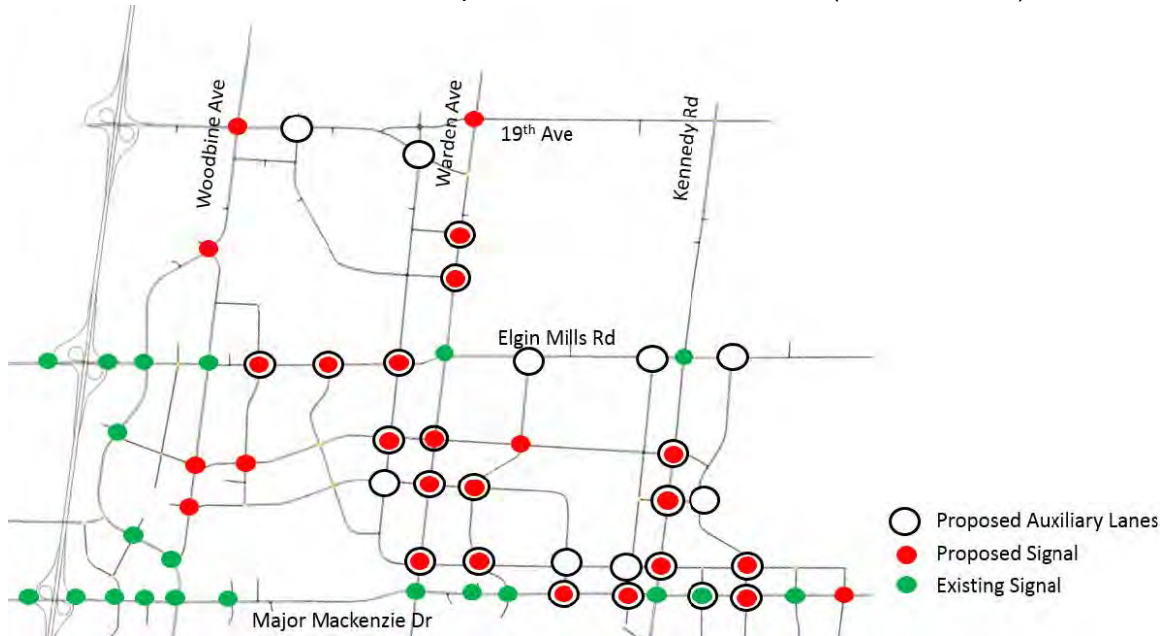 Woodbine Ave
Warden Ave
19th Ave
Kennedy Rd
Elgin Mills Rd
Major Mackenzie Dr
Proposed Auxiliary Lanes
Proposed Signal
Existing Signal